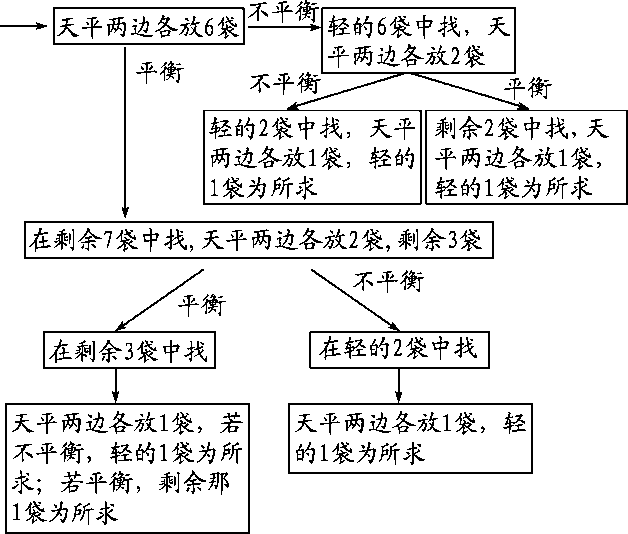 天平两边各放6袋
不平衡
轻的6袋中找，天
平两边各放2袋
平衡
不平衡
平衡
轻的2袋中找，天平
两边各放1袋，轻的
1袋为所求
剩余2袋中找，天
平两边各放1袋，
轻的1袋为所求
在剩余7袋中找，天平两边各放2袋，剩余3袋
平衡
不平衡
在剩余3袋中找
在轻的2袋中找
天平两边各放1袋，若
不平衡，轻的1袋为所
求；若平衡，剩余那
1袋为所求
天平两边各放1袋，轻
的1袋为所求